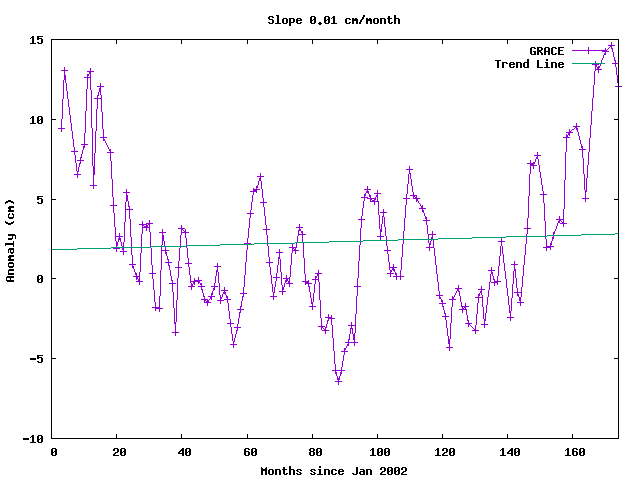 Slope 0.01 cm/month
GRACE
Trend Line
15
10
5
0
-5
-10
Anomaly (cm)
0 20 40 60 80 100 120 140 160
Months since Jan 2002